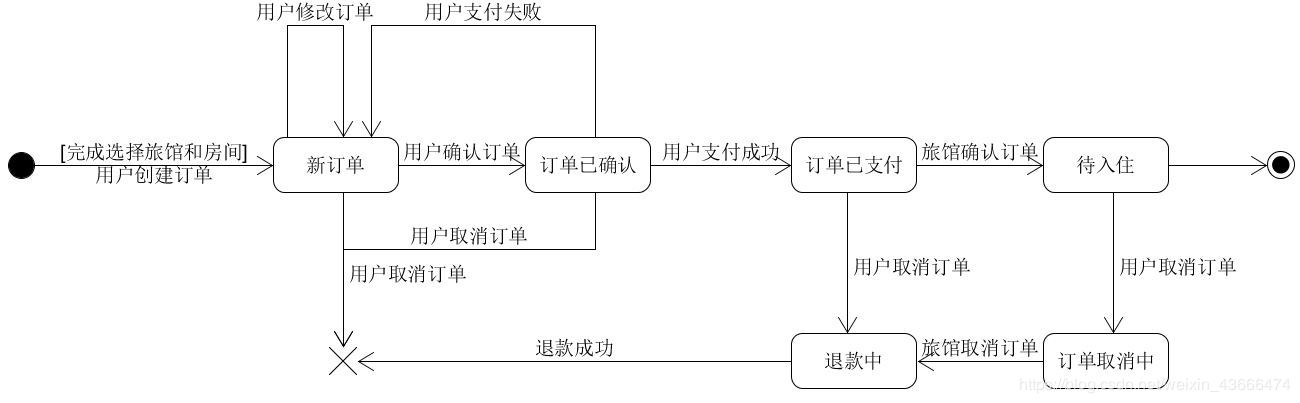 用户修改订单
用户支付失败
[完成选择旅馆和房间]
用户创建订单
新订单
用户确认订单
订单已确认
用户支付成功
订单已支付
旅馆确认订单
待入住
用户取消订单
用户取消订单
用户取消订单
用户取消订单
退款成功
退款中
旅馆取消订单
订单取消中
https://blog.csdn.net/weixin_43666474